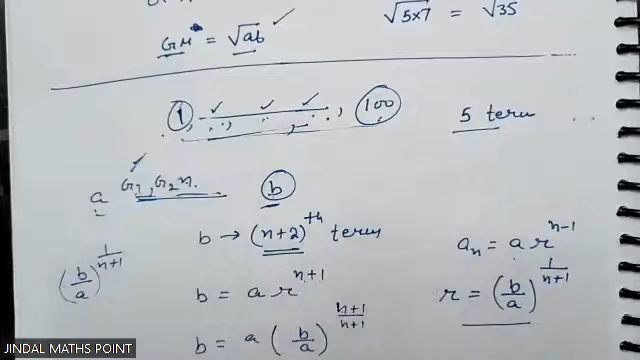 GM = √ab ✓
√5×7 = √35
1, ✓ ✓ ✓, 100
5 term
a G₁, G₂ n. b
b → (n+2)ᵗʰ term
aₙ = a rⁿ⁻¹
(b/a)^(1/(n+1))
b = a r^(n+1)
r = (b/a)^(1/(n+1))
b = a (b/a)^((n+1)/(n+1))
JINDAL MATHS POINT